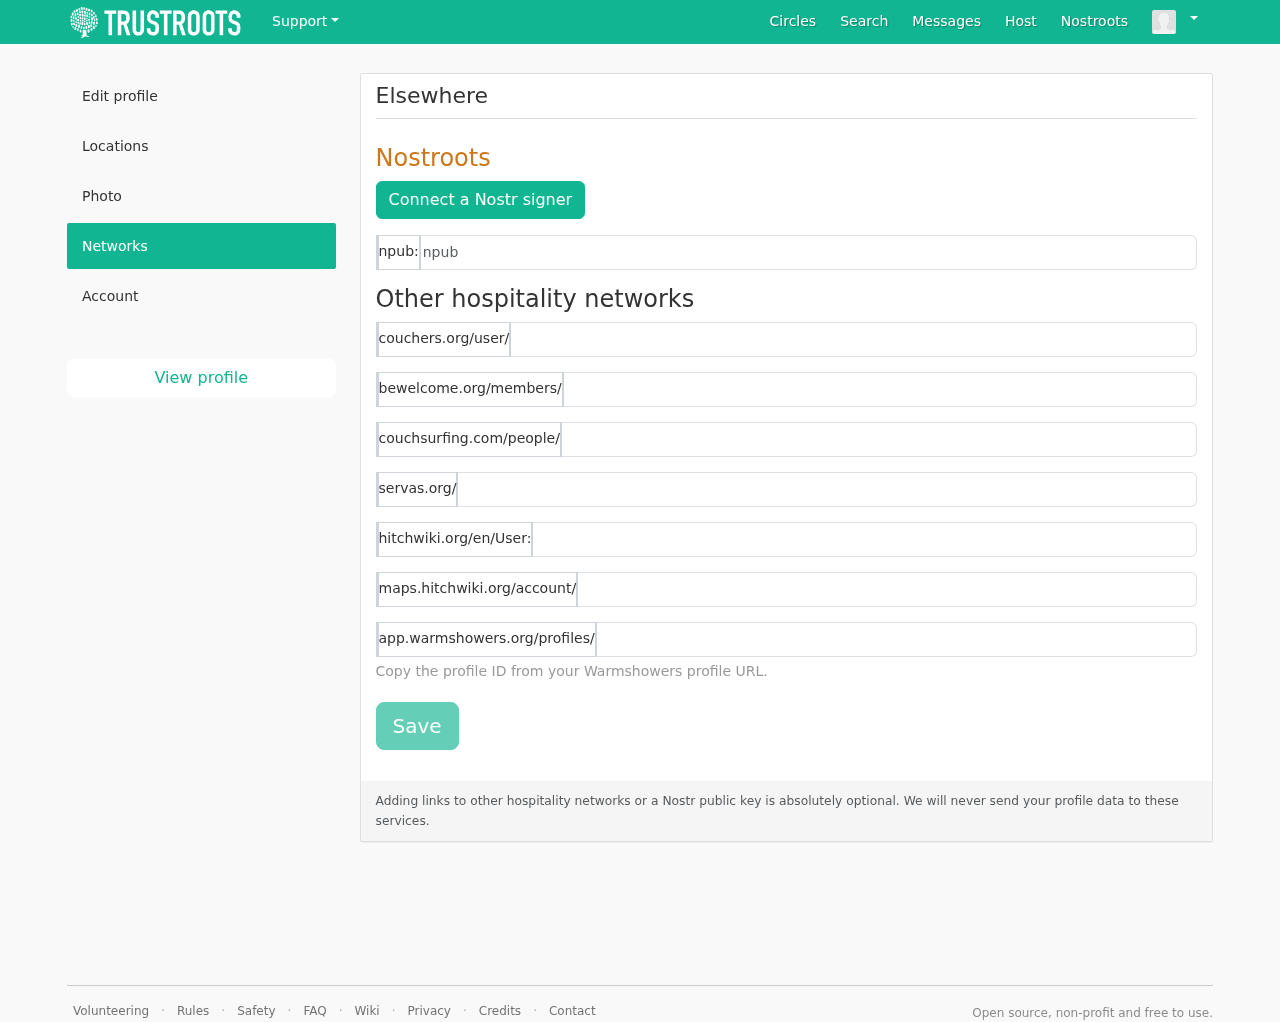 TRUSTROOTS
Support
Circles
Search
Messages
Host
Nostroots
Edit profile
Locations
Photo
Networks
Account
View profile
Elsewhere
Nostroots
Connect a Nostr signer
npub: npub
Other hospitality networks
couchers.org/user/
bewelcome.org/members/
couchsurfing.com/people/
servas.org/
hitchwiki.org/en/User:
maps.hitchwiki.org/account/
app.warmshowers.org/profiles/
Copy the profile ID from your Warmshowers profile URL.
Save
Adding links to other hospitality networks or a Nostr public key is absolutely optional. We will never send your profile data to these
services.
Volunteering · Rules · Safety · FAQ · Wiki · Privacy · Credits · Contact
Open source, non-profit and free to use.